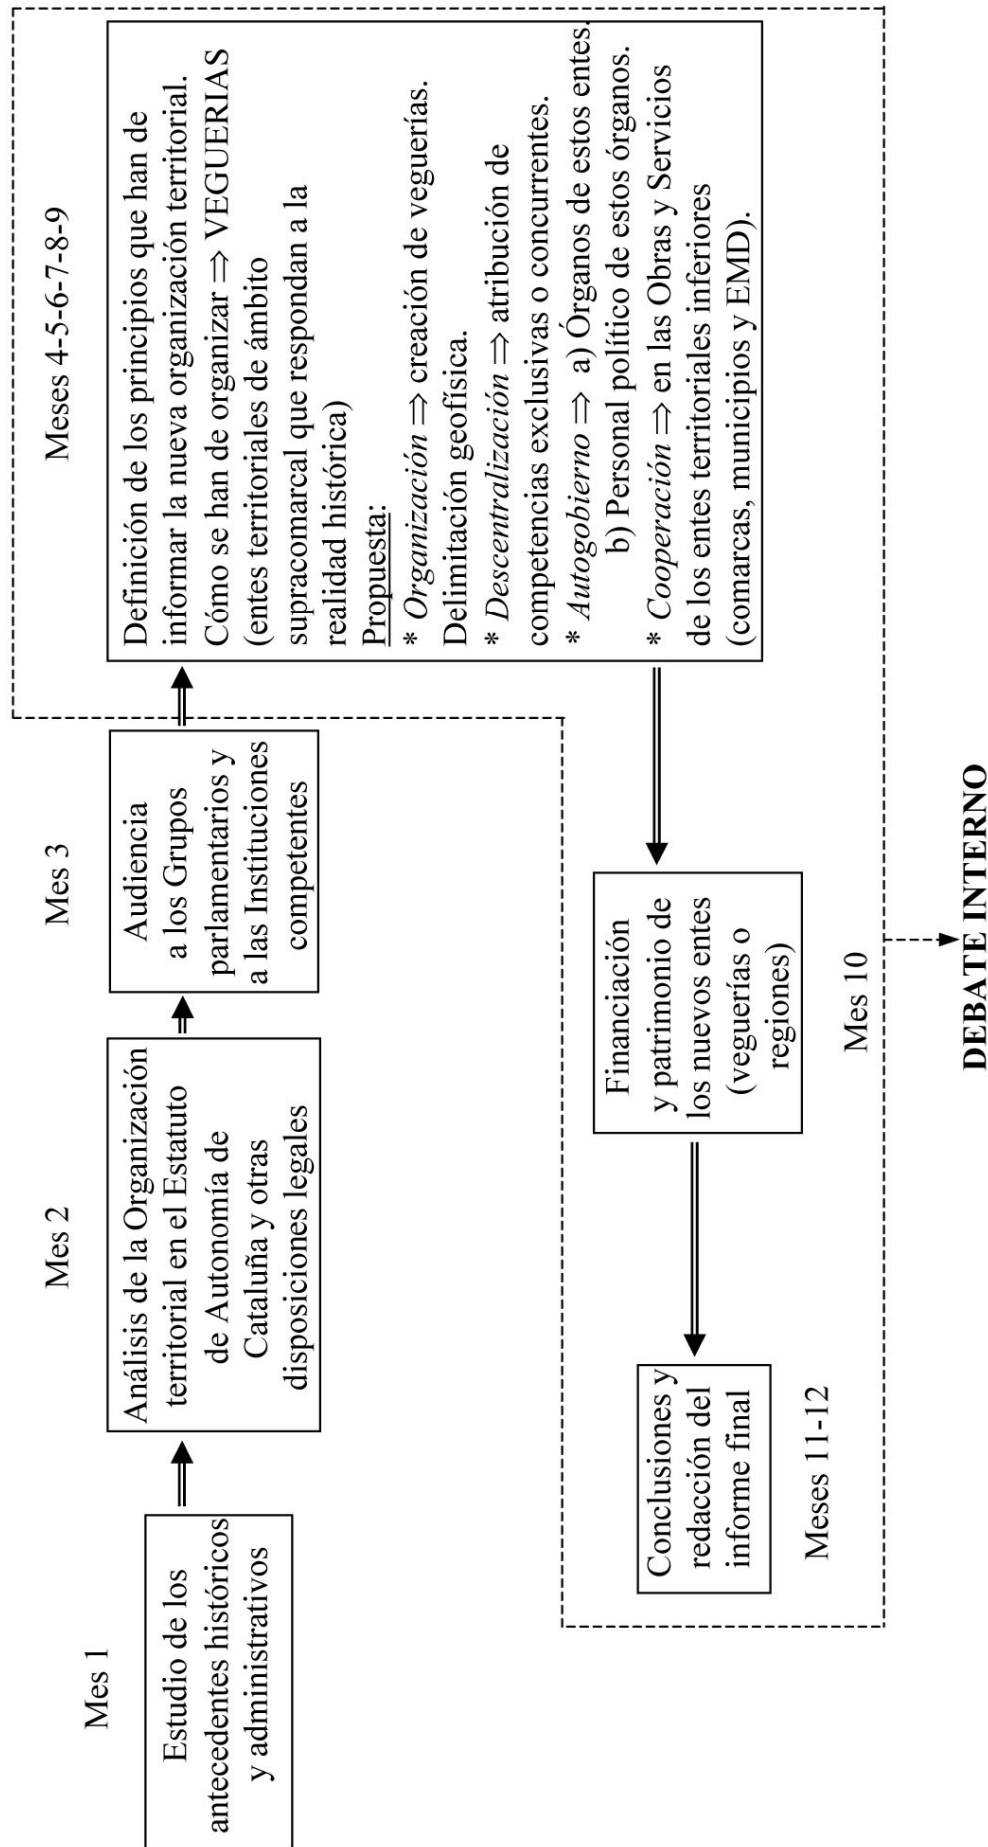 Mes 1
Estudio de los
antecedentes históricos
y administrativos
Mes 2
Análisis de la Organización
territorial en el Estatuto
de Autonomía de
Cataluña y otras
disposiciones legales
Mes 3
Audiencia
a los Grupos
parlamentarios y
a las Instituciones
competentes
Meses 4-5-6-7-8-9
Definición de los principios que han de
informar la nueva organización territorial.
Cómo se han de organizar ⇒ VEGUERIAS
(entes territoriales de ámbito
supracomarcal que respondan a la
realidad histórica)
Propuesta:
* Organización ⇒ creación de veguerías.
Delimitación geofísica.
* Descentralización ⇒ atribución de
competencias exclusivas o concurrentes.
* Autogobierno ⇒ a) Órganos de estos entes.
b) Personal político de estos órganos.
* Cooperación ⇒ en las Obras y Servicios
de los entes territoriales inferiores
(comarcas, municipios y EMD).
Financiación
y patrimonio de
los nuevos entes
(veguerías o
regiones)
Mes 10
Conclusiones y
redacción del
informe final
Meses 11-12
DEBATE INTERNO